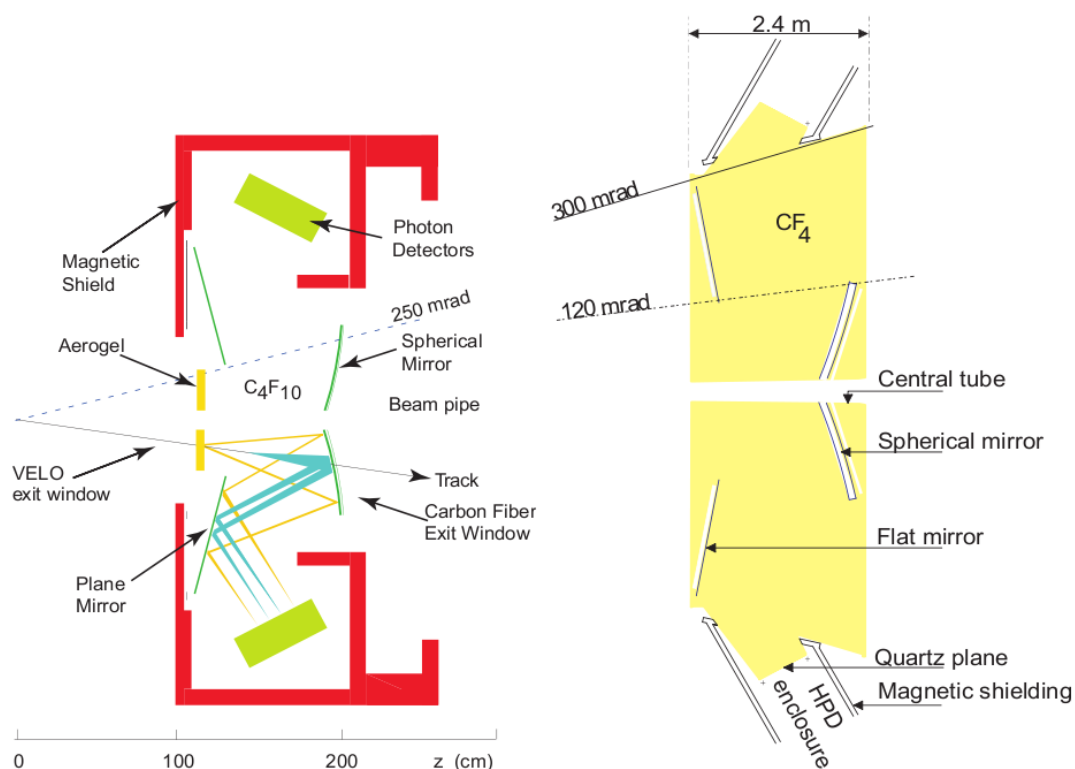 Magnetic
Shield
Aerogel
VELO
exit window
Plane
Mirror
Photon
Detectors
250 mrad
Spherical
Mirror
C4F10
Beam pipe
Track
Carbon Fiber
Exit Window
0
100
200
z (cm)
2.4 m
300 mrad
CF4
120 mrad
Central tube
Spherical mirror
Flat mirror
Quartz plane
Magnetic shielding
HPD
enclosure